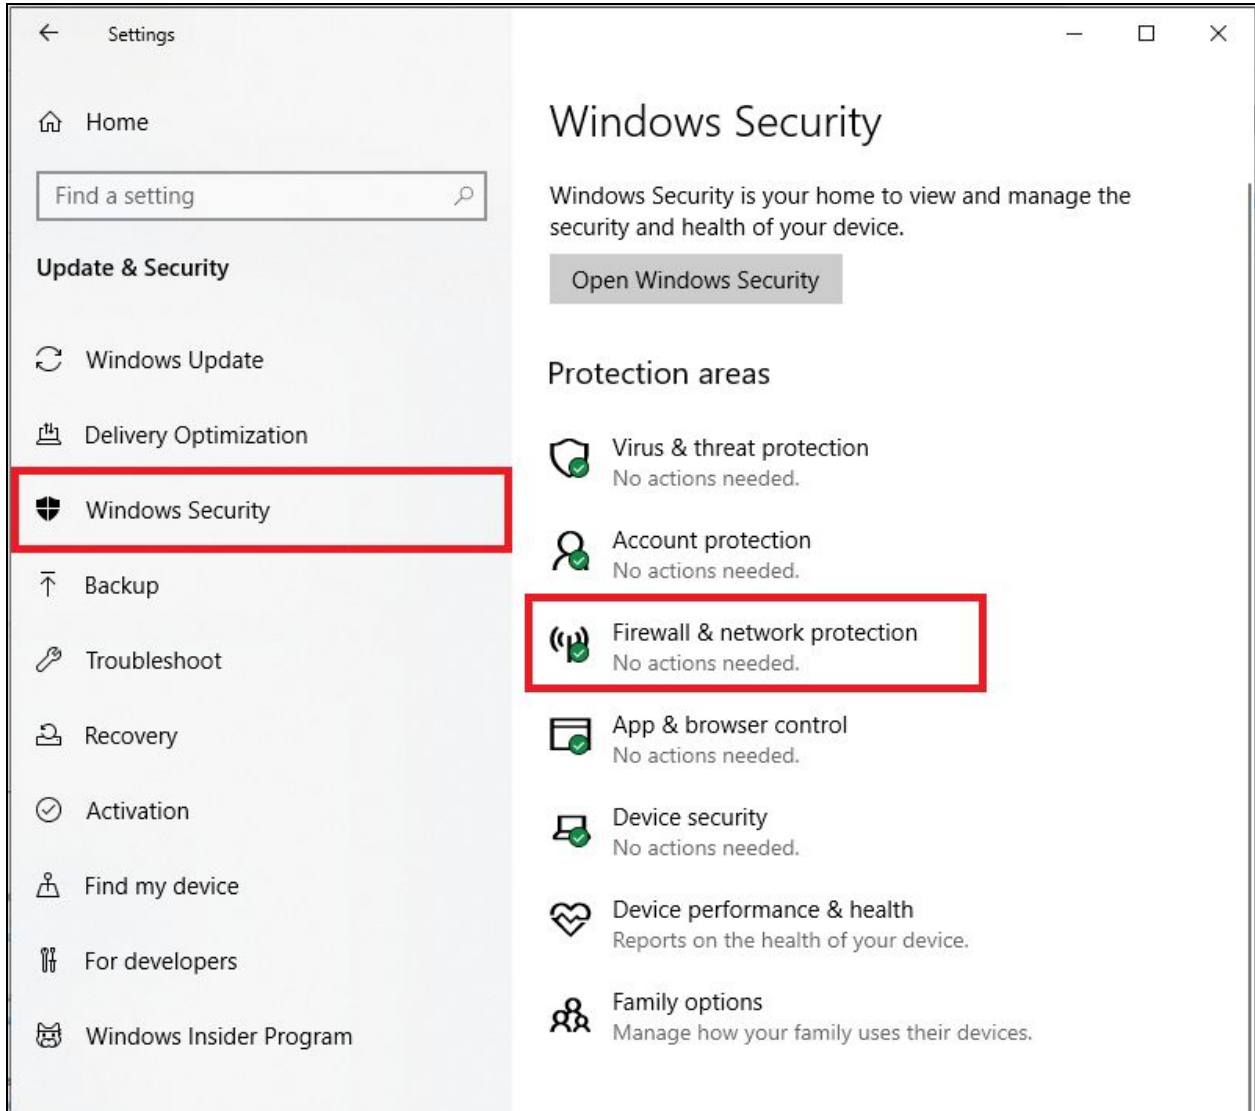 Settings
Home
Find a setting
Update & Security
Windows Update
Delivery Optimization
Windows Security
Backup
Troubleshoot
Recovery
Activation
Find my device
For developers
Windows Insider Program
Windows Security
Windows Security is your home to view and manage the
security and health of your device.
Open Windows Security
Protection areas
Virus & threat protection
No actions needed.
Account protection
No actions needed.
Firewall & network protection
No actions needed.
App & browser control
No actions needed.
Device security
No actions needed.
Device performance & health
Reports on the health of your device.
Family options
Manage how your family uses their devices.